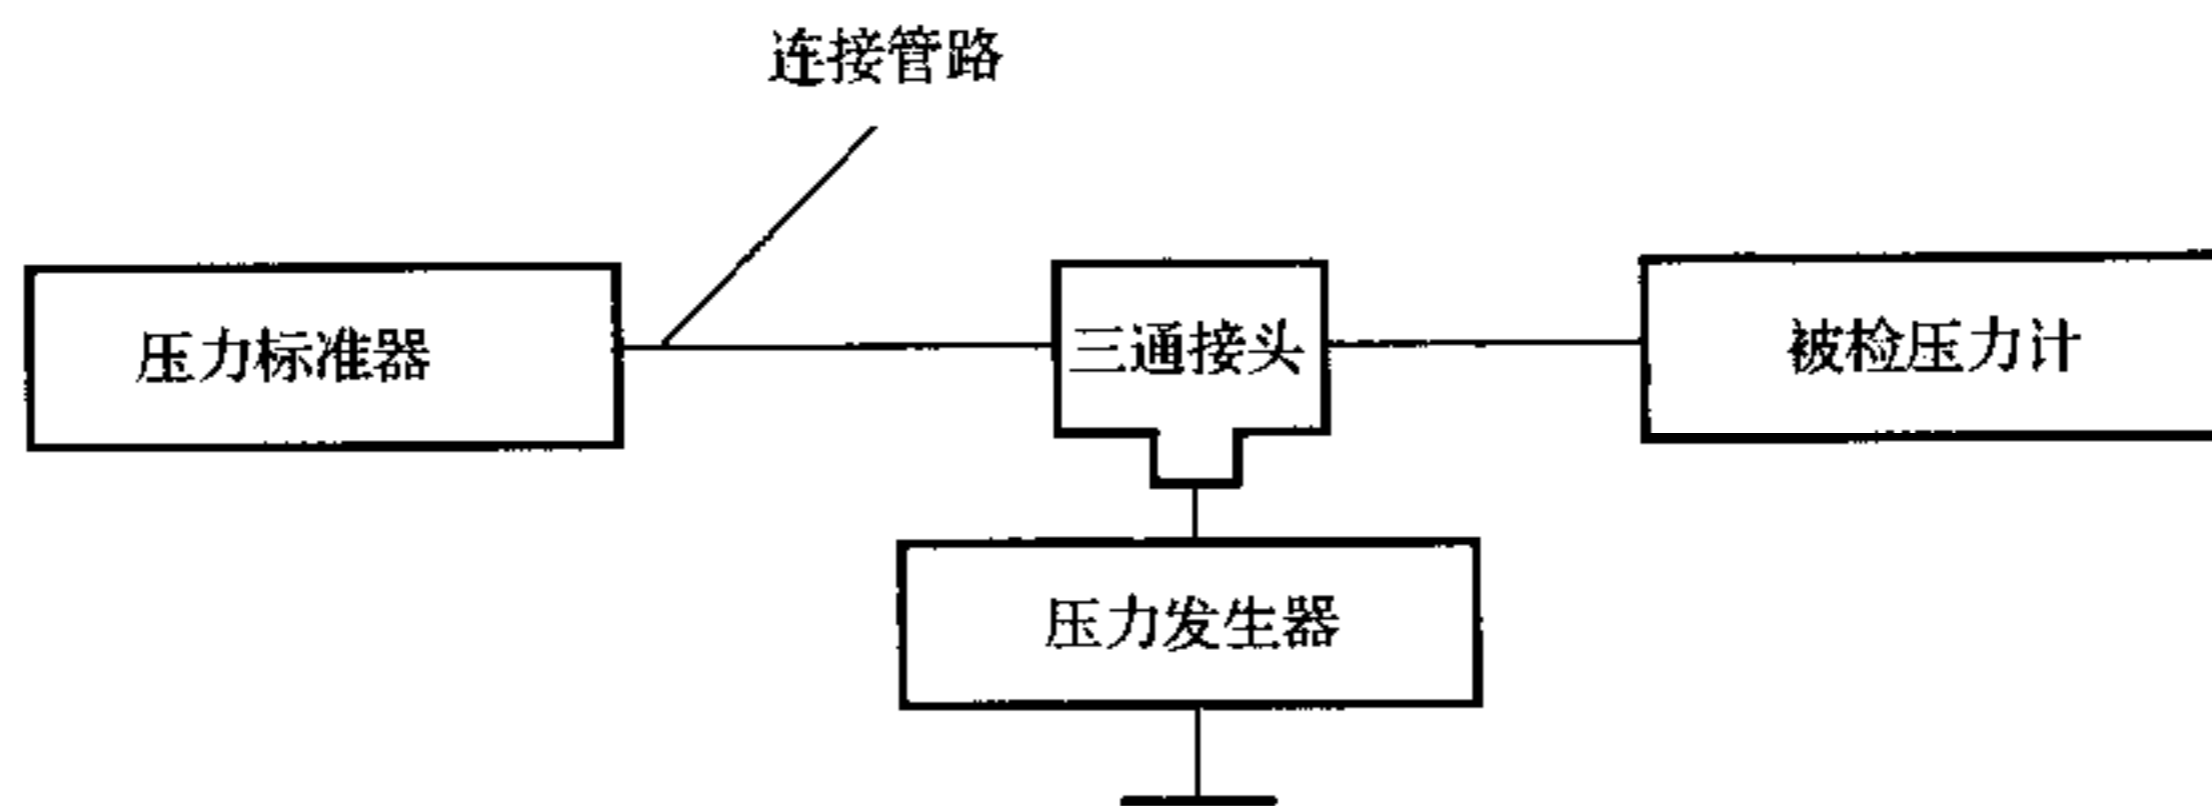 连接管路
压力标准器
三通接头
被检压力计
压力发生器